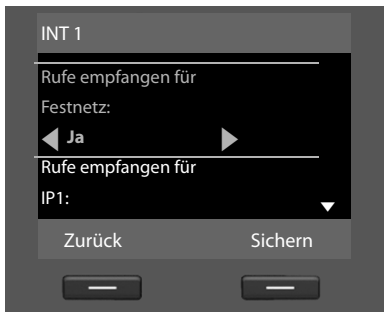 INT 1
Rufe empfangen für
Festnetz:
Ja
Rufe empfangen für
IP1:
Zurück Sichern